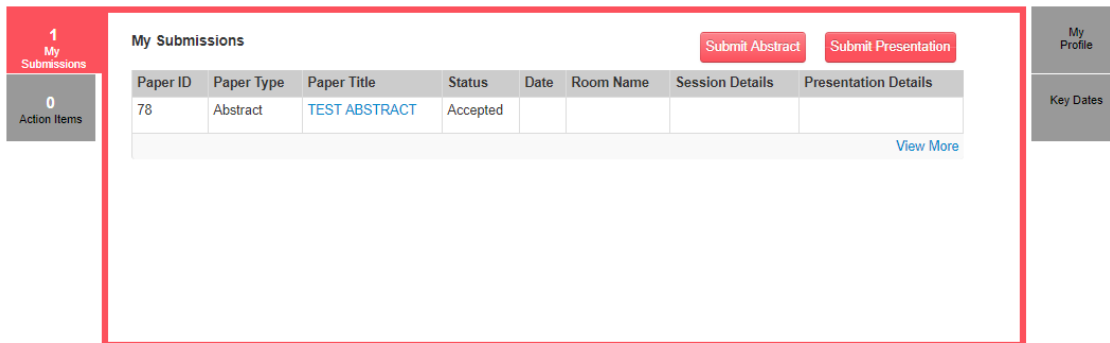 1
My
Submissions
0
Action Items
My Submissions
Submit Abstract
Submit Presentation
Paper ID Paper Type Paper Title Status Date Room Name Session Details Presentation Details
78 Abstract TEST ABSTRACT Accepted
View More
My
Profile
Key Dates